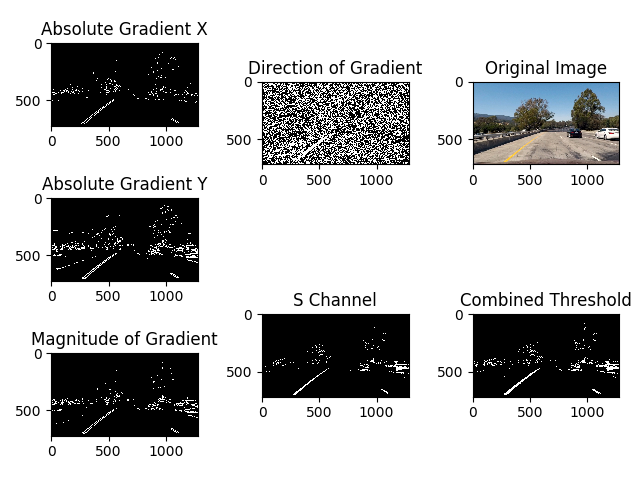 Absolute Gradient X
0
500
0 500 1000
Absolute Gradient Y
0
500
0 500 1000
Magnitude of Gradient
0
500
0 500 1000
Direction of Gradient
0
500
0 500 1000
S Channel
0
500
0 500 1000
Original Image
0
500
0 500 1000
Combined Threshold
0
500
0 500 1000